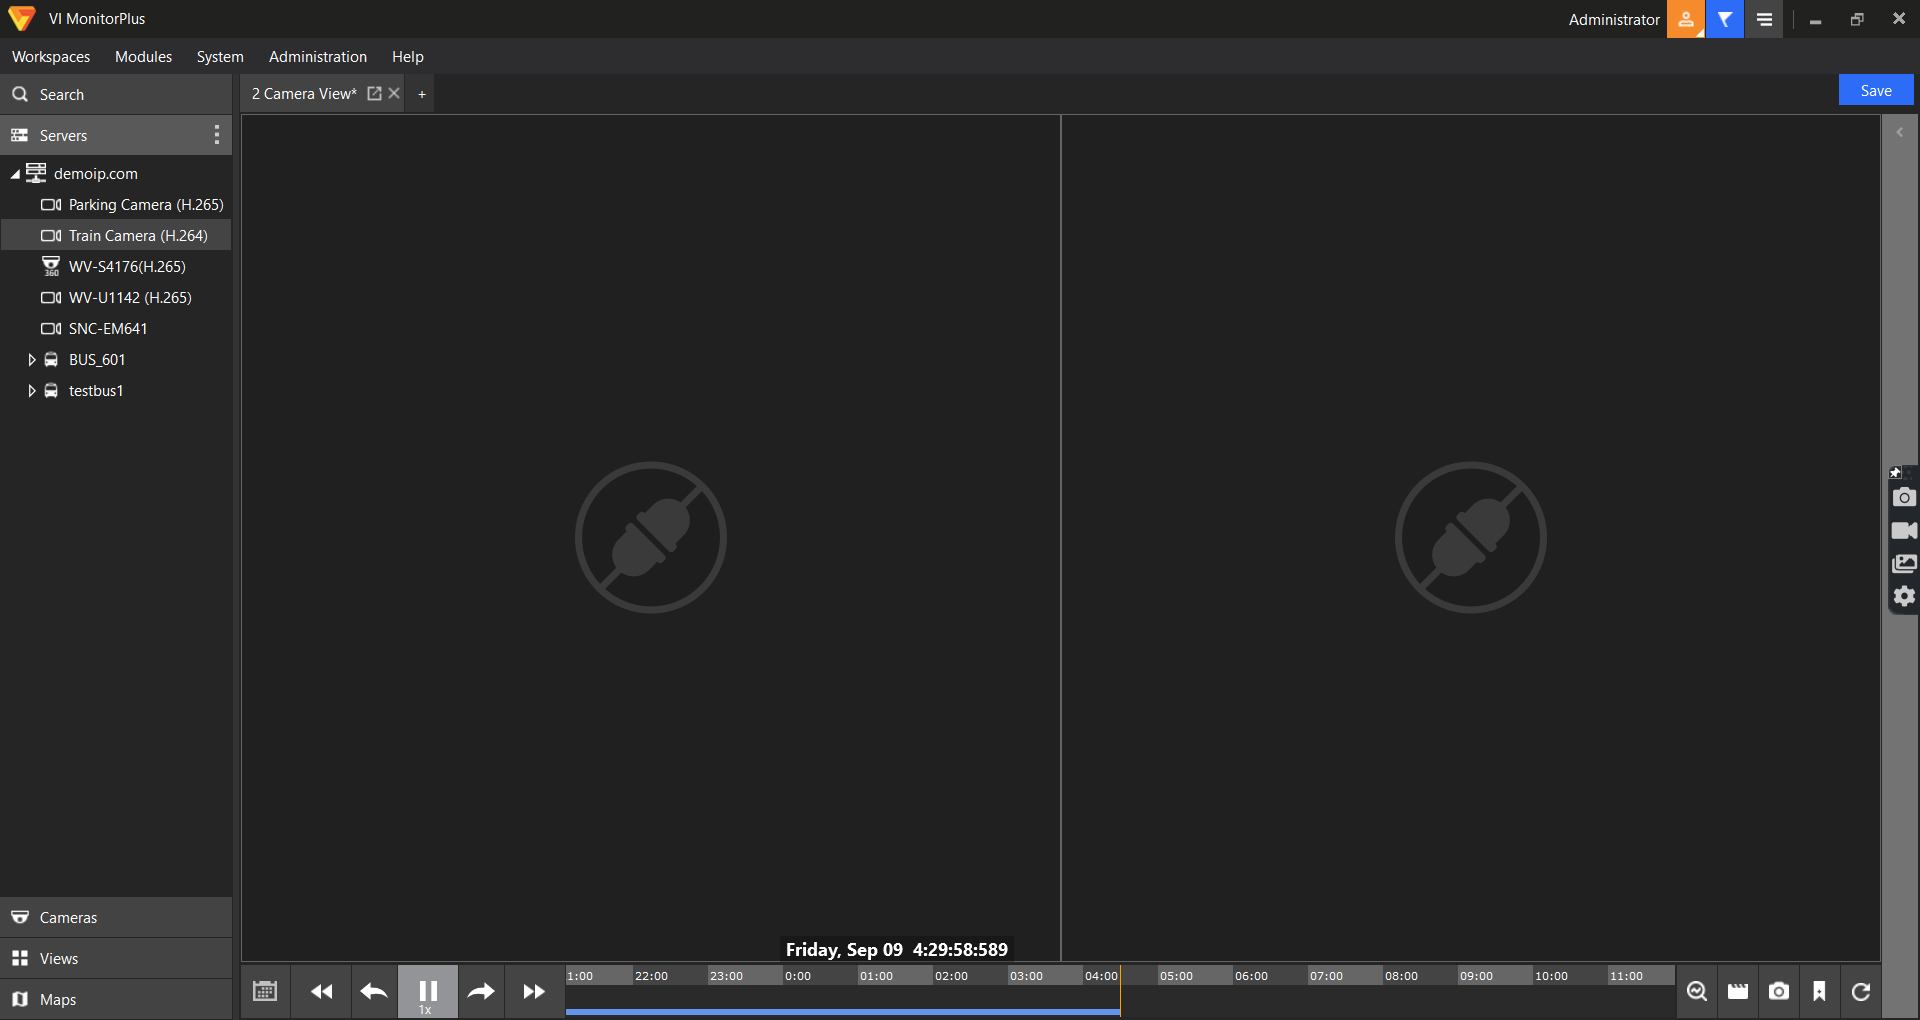 VI MonitorPlus
Administrator
Workspaces Modules System Administration Help
Search
2 Camera View* +
Save
Servers
demoip.com
Parking Camera (H.265)
Train Camera (H.264)
360
WV-S4176(H.265)
WV-U1142 (H.265)
SNC-EM641
BUS_601
testbus1
Cameras
Views
Maps
Friday, Sep 09 4:29:58:589
1x
1:00 22:00 23:00 0:00 01:00 02:00 03:00 04:00 05:00 06:00 07:00 08:00 09:00 10:00 11:00